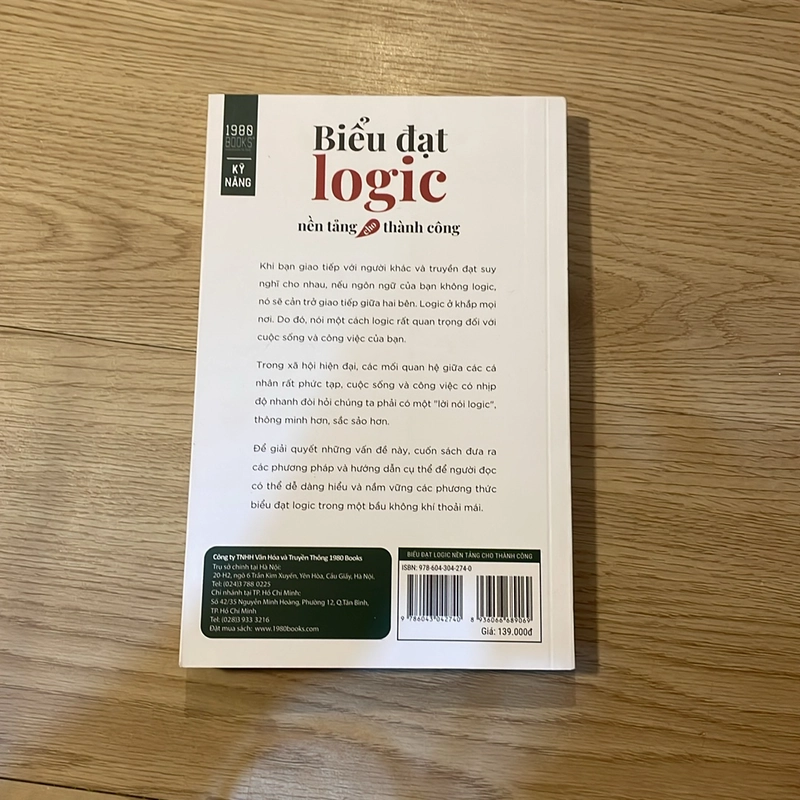 1980
BOOKS
KỸ
NĂNG
Biểu đạt
logic
nền tảng cho thành công
Khi bạn giao tiếp với người khác và truyền đạt suy
nghĩ cho nhau, nếu ngôn ngữ của bạn không logic,
nó sẽ cản trở giao tiếp giữa hai bên. Logic ở khắp mọi
nơi. Do đó, nói một cách logic rất quan trọng đối với
cuộc sống và công việc của bạn.
Trong xã hội hiện đại, các mối quan hệ giữa các cá
nhân rất phức tạp, cuộc sống và công việc có nhịp
độ nhanh đòi hỏi chúng ta phải có một "lời nói logic",
thông minh hơn, sắc sảo hơn.
Để giải quyết những vấn đề này, cuốn sách đưa ra
các phương pháp và hướng dẫn cụ thể để người đọc
có thể dễ dàng hiểu và nắm vững các phương thức
biểu đạt logic trong một bầu không khí thoải mái.
Công ty TNHH Văn Hóa và Truyền Thông 1980 Books
Trụ sở chính tại Hà Nội:
20-H2, ngõ 6 Trần Kim Xuyến, Yên Hòa, Cầu Giấy, Hà Nội.
Tel: (024)3 788 0225
Chi nhánh tại TP. Hồ Chí Minh:
Số 42/35 Nguyễn Minh Hoàng, Phường 12, Q.Tân Bình,
TP. Hồ Chí Minh
Tel: (028)3 933 3216
Đặt mua sách: www.1980books.com
BIỂU ĐẠT LOGIC NỀN TẢNG CHO THÀNH CÔNG
ISBN: 978-604-304-274-0
9 786043 042740
8 936066 689069
Giá: 139.000đ